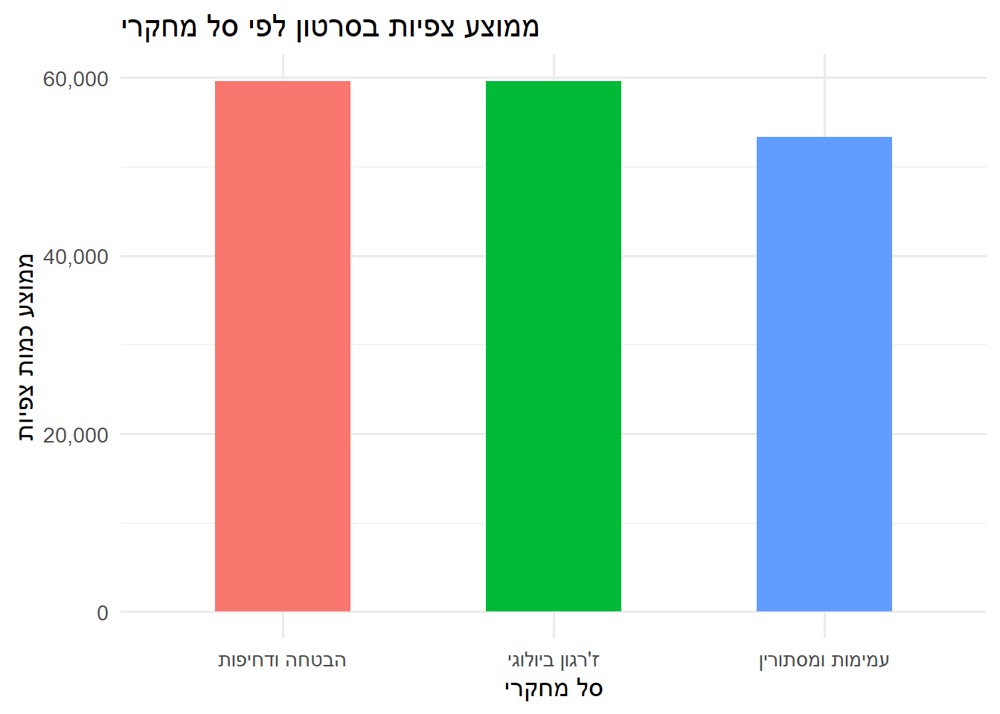 ממוצע צפיות בסרטון לפי סל מחקרי
ממוצע כמות צפיות
60,000
40,000
20,000
0
הבטחה ודחיפות
ז'רגון ביולוגי
עמימות ומסתורין
סל מחקרי